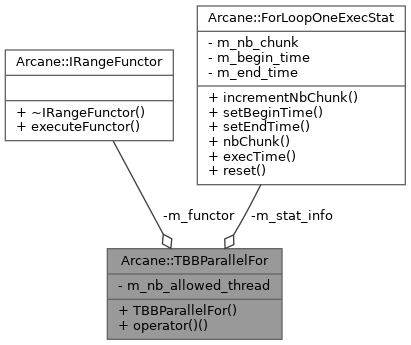 Arcane::ForLoopOneExecStat
- m_nb_chunk
- m_begin_time
- m_end_time
+ incrementNbChunk()
+ setBeginTime()
+ setEndTime()
+ nbChunk()
+ execTime()
+ reset()
Arcane::IRangeFunctor
+ ~IRangeFunctor()
+ executeFunctor()
-m_functor
-m_stat_info
Arcane::TBBParallelFor
- m_nb_allowed_thread
+ TBBParallelFor()
+ operator()()